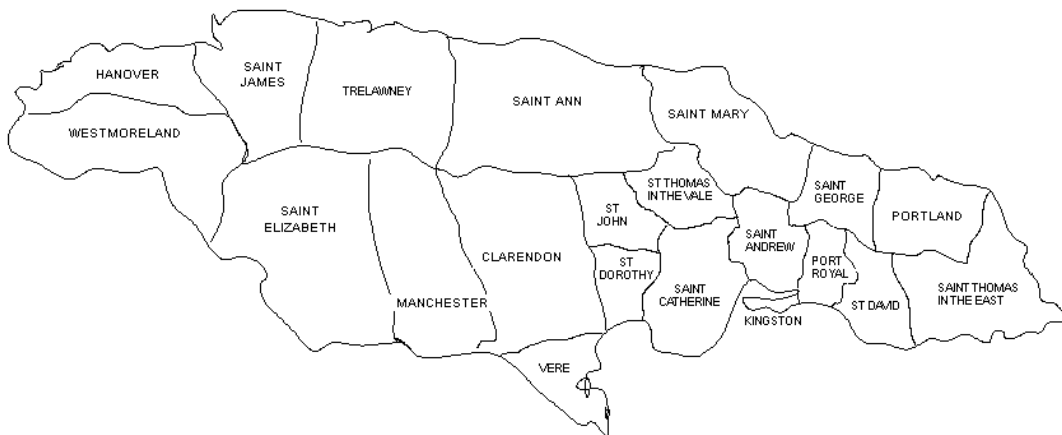 HANOVER
SAINT
JAMES
TRELAWNEY
SAINT ANN
SAINT MARY
WESTMORELAND
SAINT
ELIZABETH
MANCHESTER
CLARENDON
ST
JOHN
ST
DOROTHY
ST THOMAS
IN THE VALE
SAINT
CATHERINE
SAINT
ANDREW
KINGSTON
SAINT
GEORGE
PORT
ROYAL
ST DAVID
PORTLAND
SAINT THOMAS
IN THE EAST
VERE